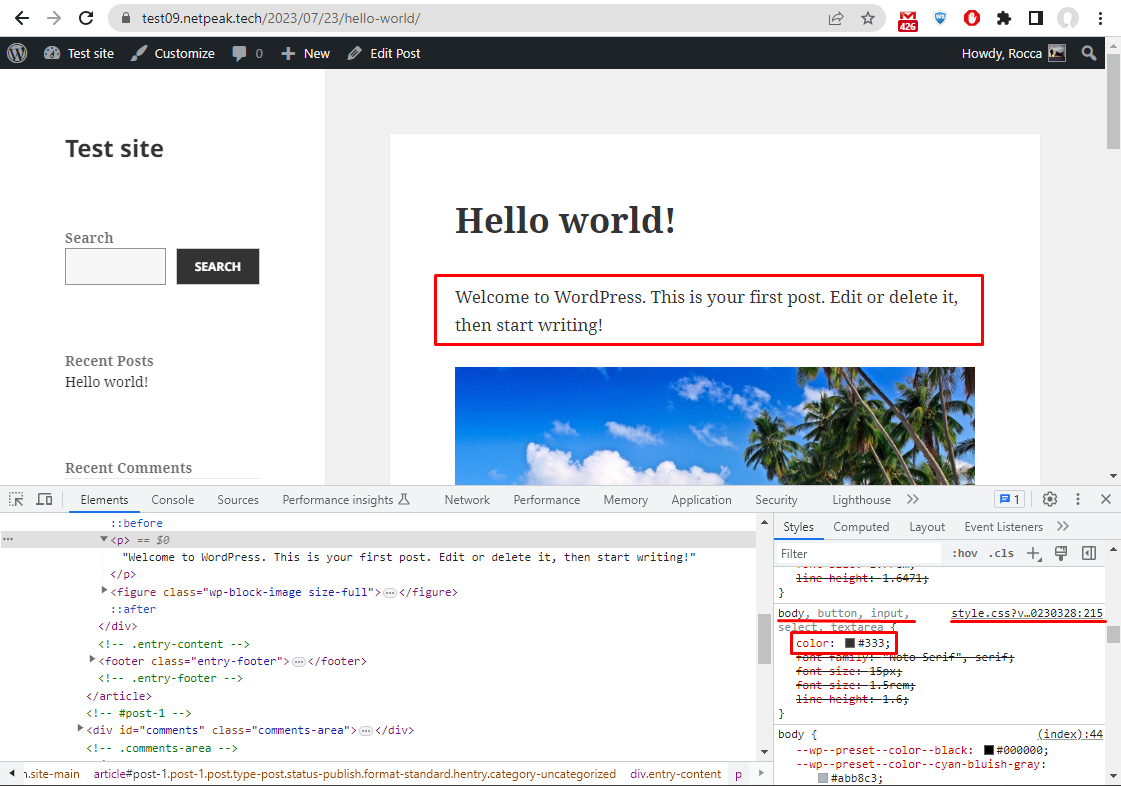 test09.netpeak.tech/2023/07/23/hello-world/
426
Test site
Customize
0
New
Edit Post
Howdy, Rocca
Test site
Search
SEARCH
Recent Posts
Hello world!
Recent Comments
Hello world!
Welcome to WordPress. This is your first post. Edit or delete it,
then start writing!
Elements Console Sources Performance insights Network Performance Memory Application Security Lighthouse 1
::before
<p> == $0
"Welcome to WordPress. This is your first post. Edit or delete it, then start writing!"
</p>
<figure class="wp-block-image size-full"> </figure>
::after
</div>
<!-- .entry-content -->
<footer class="entry-footer"> </footer>
<!-- .entry-footer -->
</article>
<!-- #post-1 -->
<div id="comments" class="comments-area"> </div>
<!-- .comments-area -->
.site-main article#post-1.post-1.post.type-post.status-publish.format-standard.hentry.category-uncategorized div.entry-content p
Styles Computed Layout Event Listeners
Filter :hov .cls
line-height: 1.6471;
}
body, button, input, style.css?v…0230328:215
select, textarea {
color: #333;
font-family: "Noto Serif", serif;
font-size: 15px;
font-size: 1.5rem;
line-height: 1.6;
}
body { (index):44
--wp--preset--color--black: #000000;
--wp--preset--color--cyan-bluish-gray:
#abb8c3;